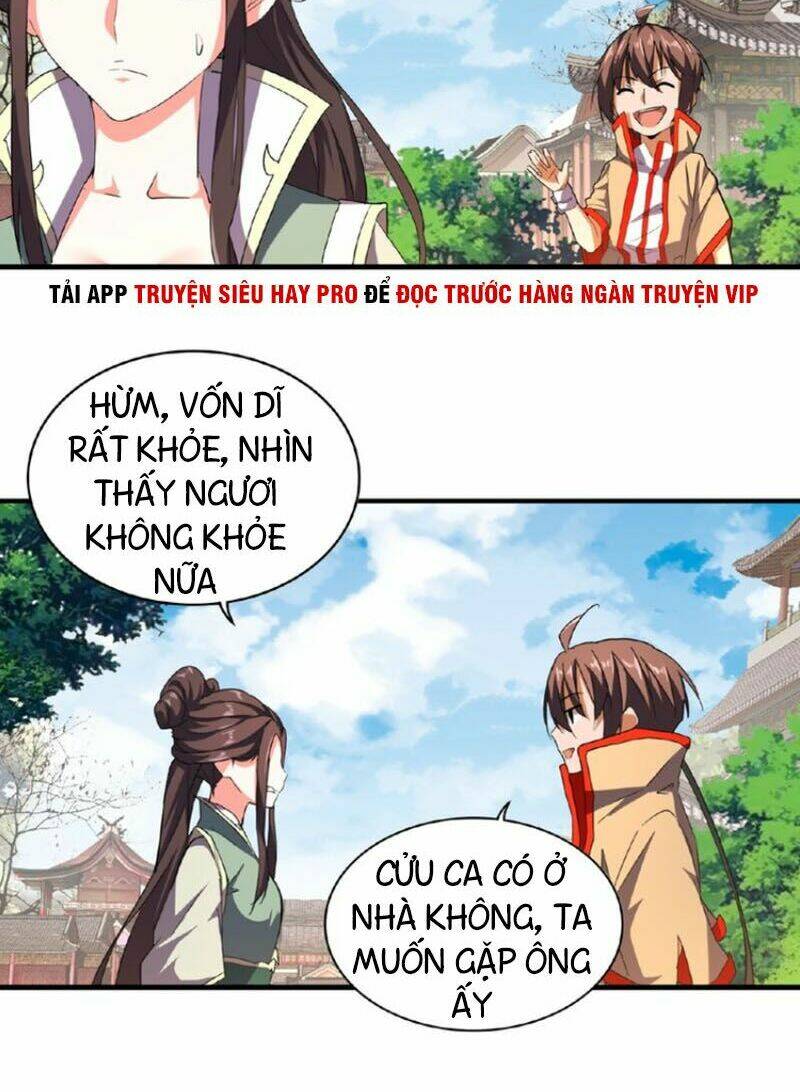 TẢI APP TRUYỆN SIÊU HAY PRO ĐỂ ĐỌC TRƯỚC HÀNG NGÀN TRUYỆN VIP
HỪM, VỐN DĨ
RẤT KHỎE, NHÌN
THẤY NGƯƠI
KHÔNG KHỎE
NỮA
CỬU CA CÓ Ở
NHÀ KHÔNG, TA
MUỐN GẶP ÔNG
ẤY